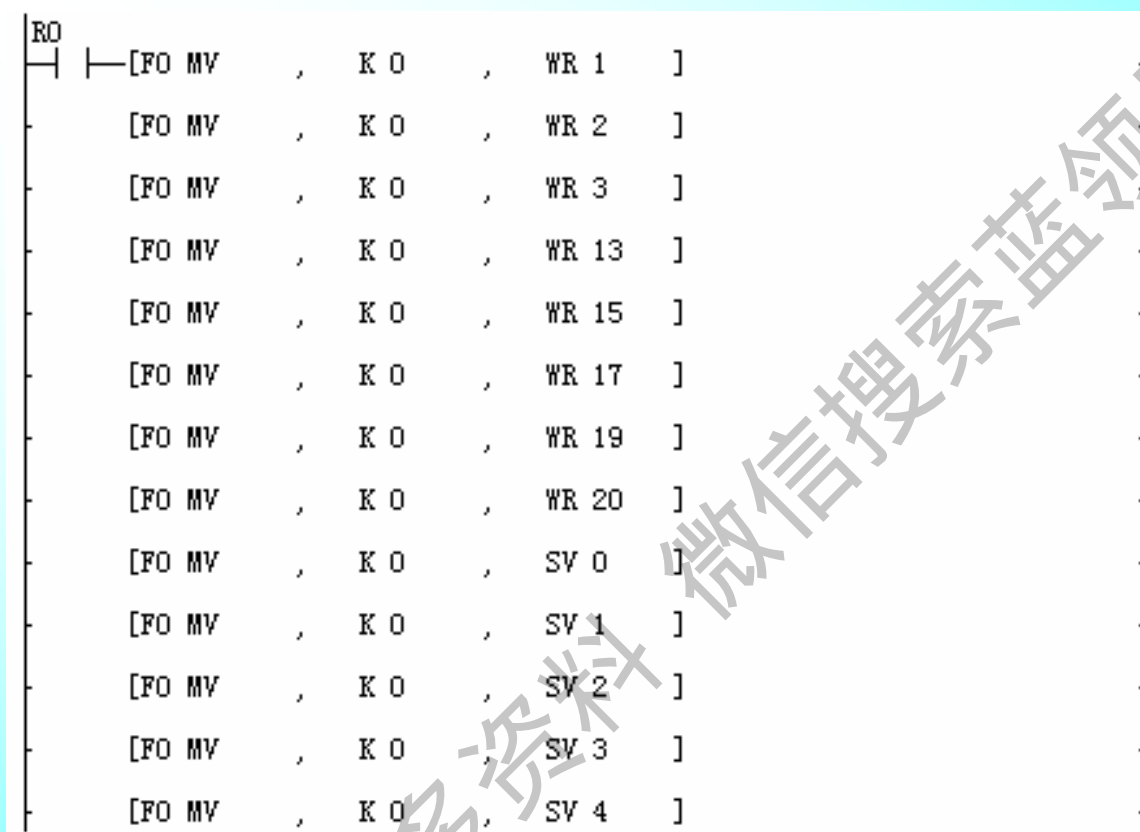 R0
[F0 MV , K 0 , WR 1 ]
[F0 MV , K 0 , WR 2 ]
[F0 MV , K 0 , WR 3 ]
[F0 MV , K 0 , WR 13 ]
[F0 MV , K 0 , WR 15 ]
[F0 MV , K 0 , WR 17 ]
[F0 MV , K 0 , WR 19 ]
[F0 MV , K 0 , WR 20 ]
[F0 MV , K 0 , SV 0 ]
[F0 MV , K 0 , SV 1 ]
[F0 MV , K 0 , SV 2 ]
[F0 MV , K 0 , SV 3 ]
[F0 MV , K 0 , SV 4 ]
多资料 微信搜索蓝领